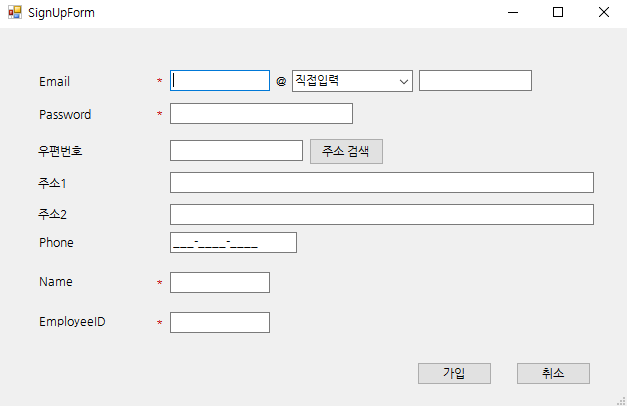 SignUpForm
Email * @ 직접입력
Password *
우편번호 주소 검색
주소1
주소2
Phone ___-____-____
Name *
EmployeeID *
가입 취소